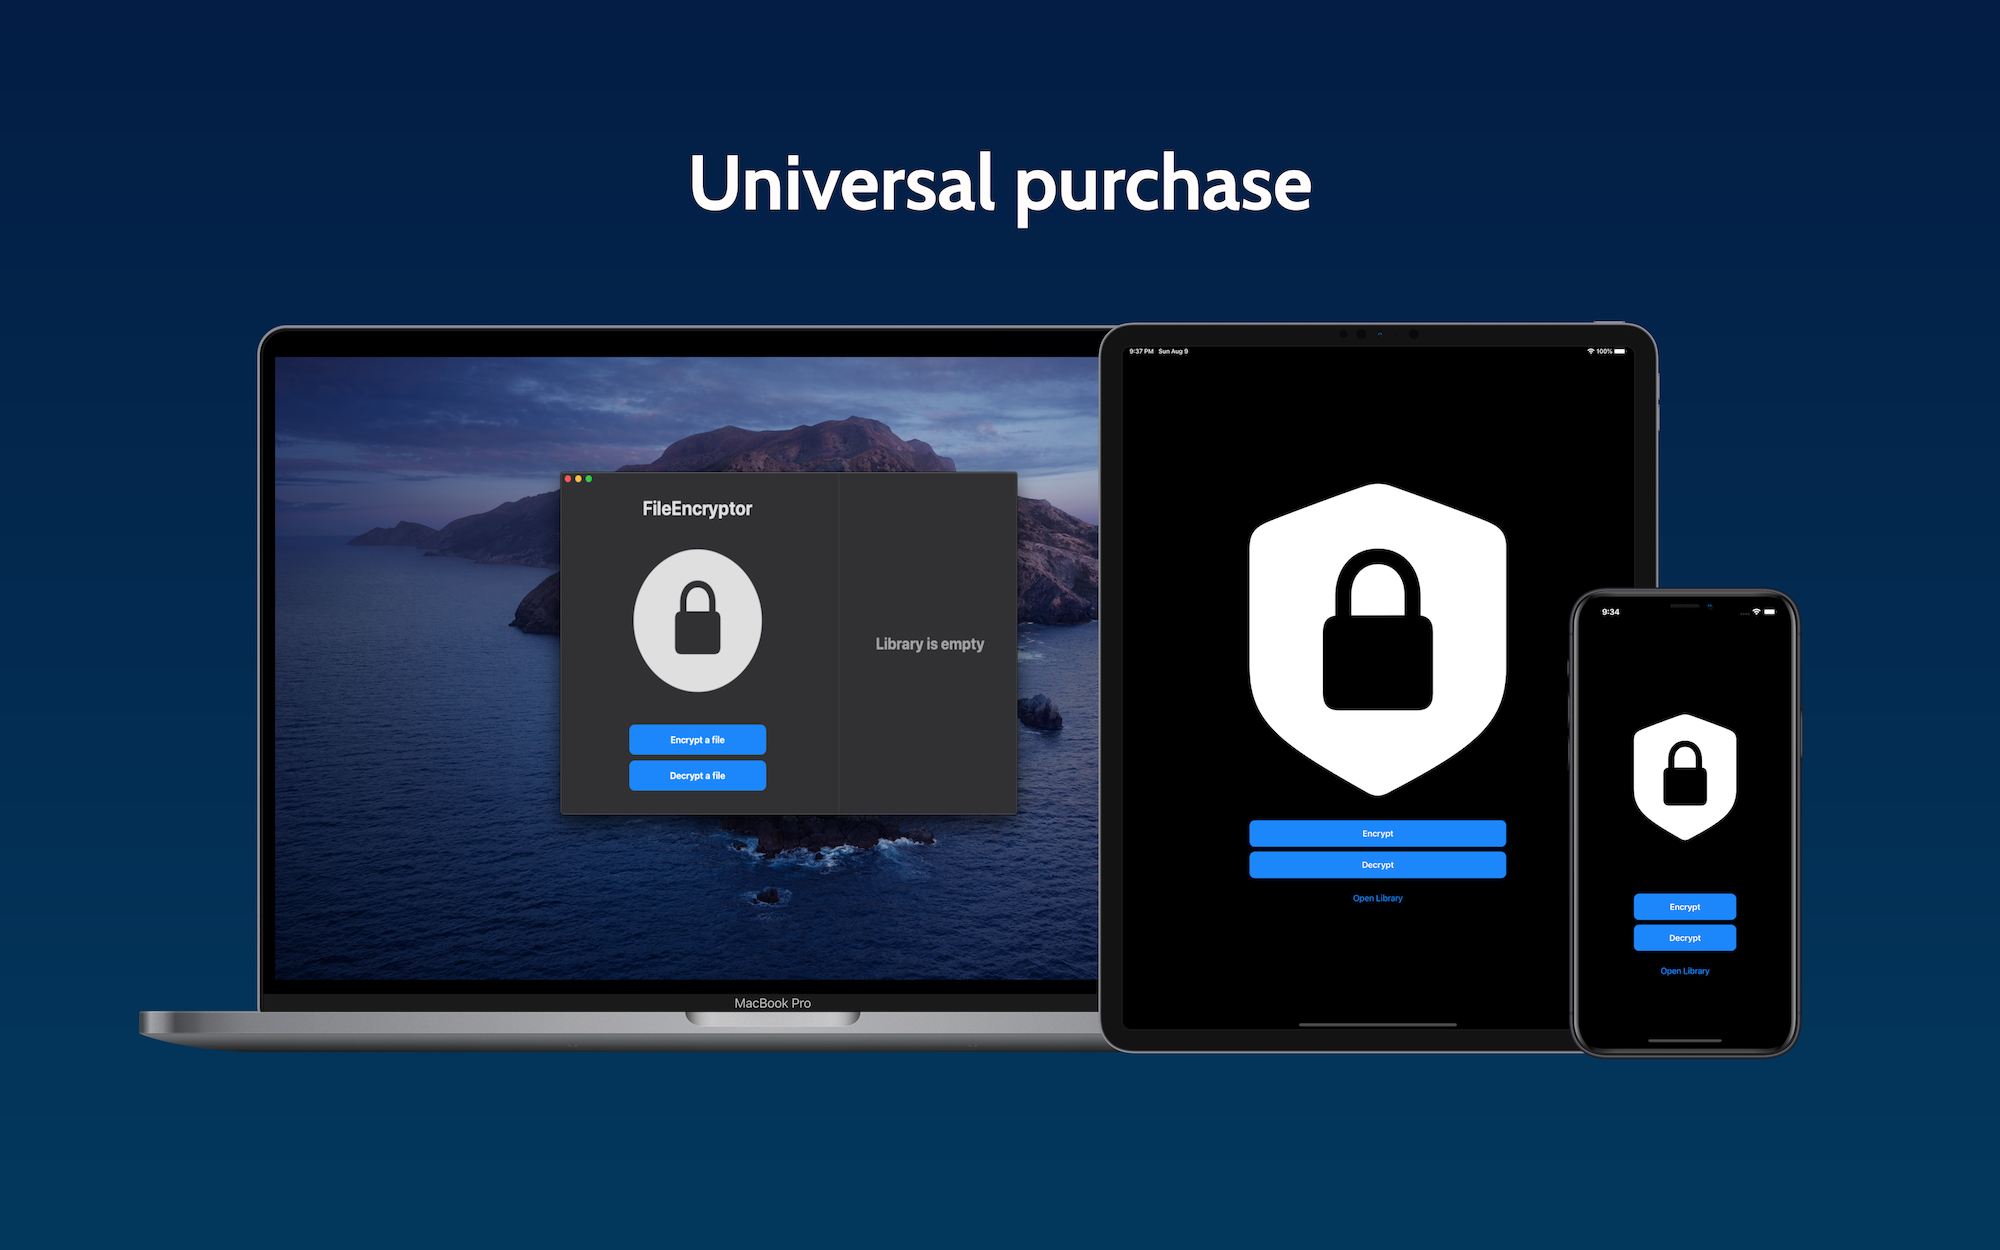 Universal purchase
FileEncryptor
Library is empty
Encrypt a file
Decrypt a file
MacBook Pro
9:37 PM Sun Aug 9
100%
Encrypt
Decrypt
Open Library
9:34
Encrypt
Decrypt
Open Library